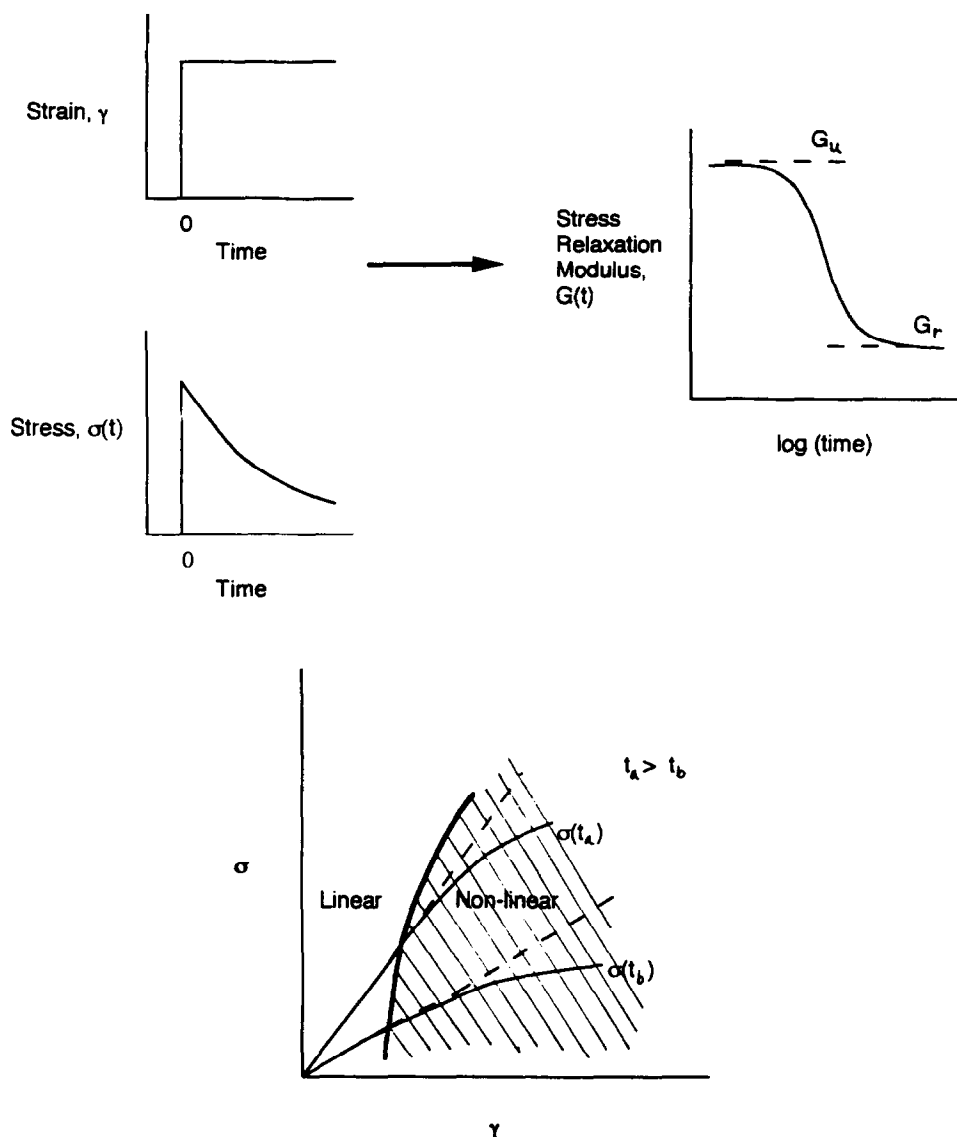 Strain, γ
0
Time
Stress, σ(t)
0
Time
Stress
Relaxation
Modulus,
G(t)
G_u
G_r
log (time)
t_a > t_b
σ
σ(t_a)
Linear
Non-linear
σ(t_b)
γ